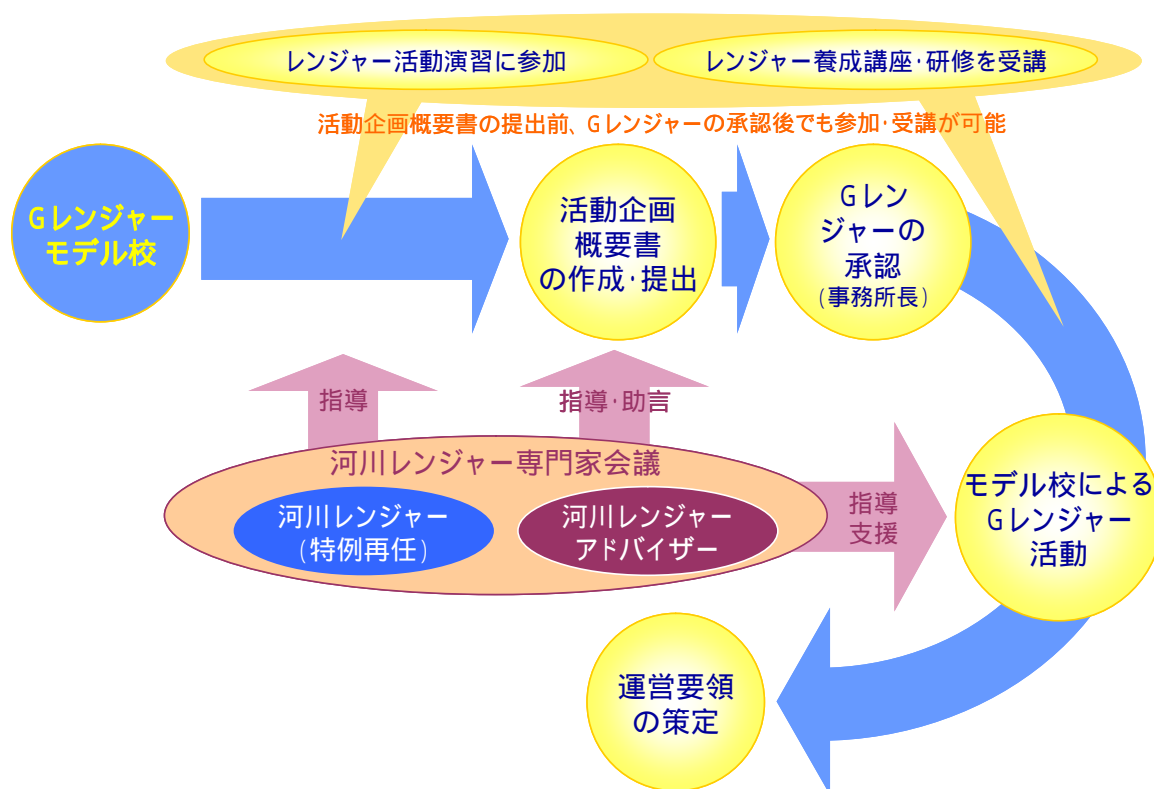 レンジャー活動演習に参加
レンジャー養成講座・研修を受講
活動企画概要書の提出前、Gレンジャーの承認後でも参加・受講が可能
Gレンジャー
モデル校
活動企画
概要書
の作成・提出
Gレン
ジャーの
承認
(事務所長)
指導
指導・助言
河川レンジャー専門家会議
河川レンジャー
(特例再任)
河川レンジャー
アドバイザー
指導
支援
モデル校による
Gレンジャー
活動
運営要領
の策定